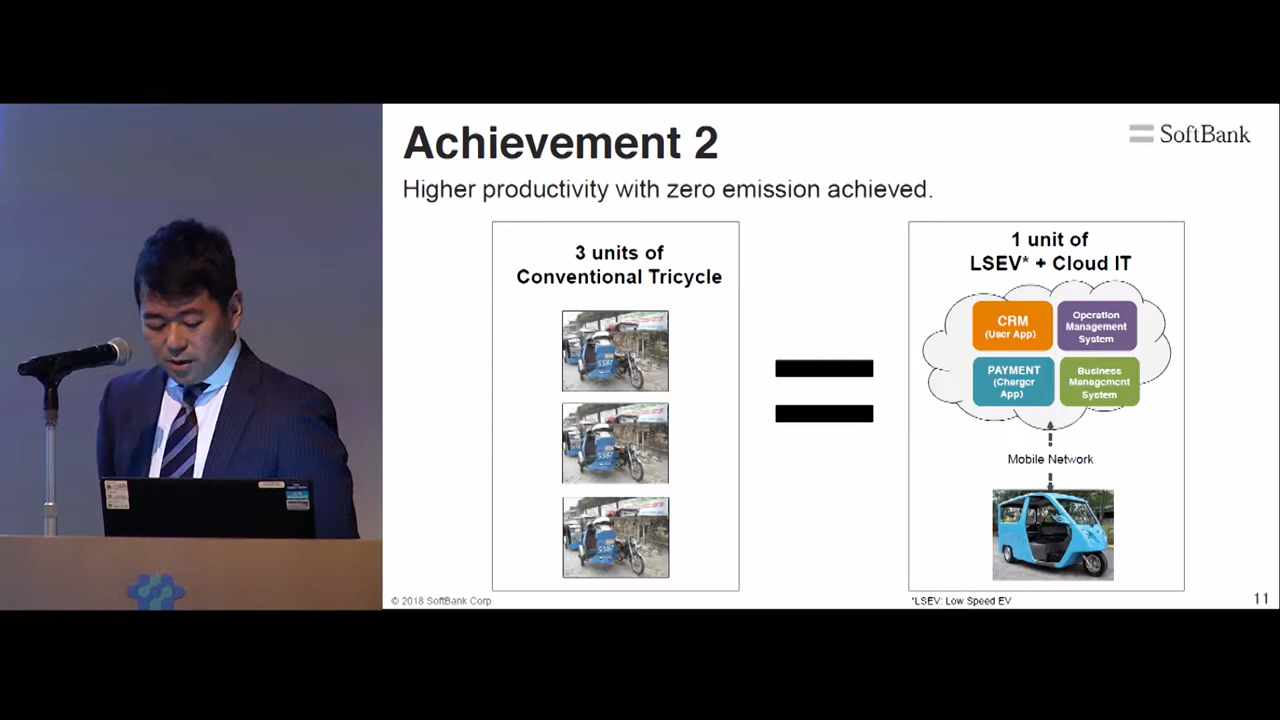 Achievement 2
SoftBank
Higher productivity with zero emission achieved.
3 units of
Conventional Tricycle
1 unit of
LSEV* + Cloud IT
CRM
(User App)
Operation
Management
System
PAYMENT
(Charger
App)
Business
Management
System
Mobile Network
© 2018 SoftBank Corp.
*LSEV: Low Speed EV
11